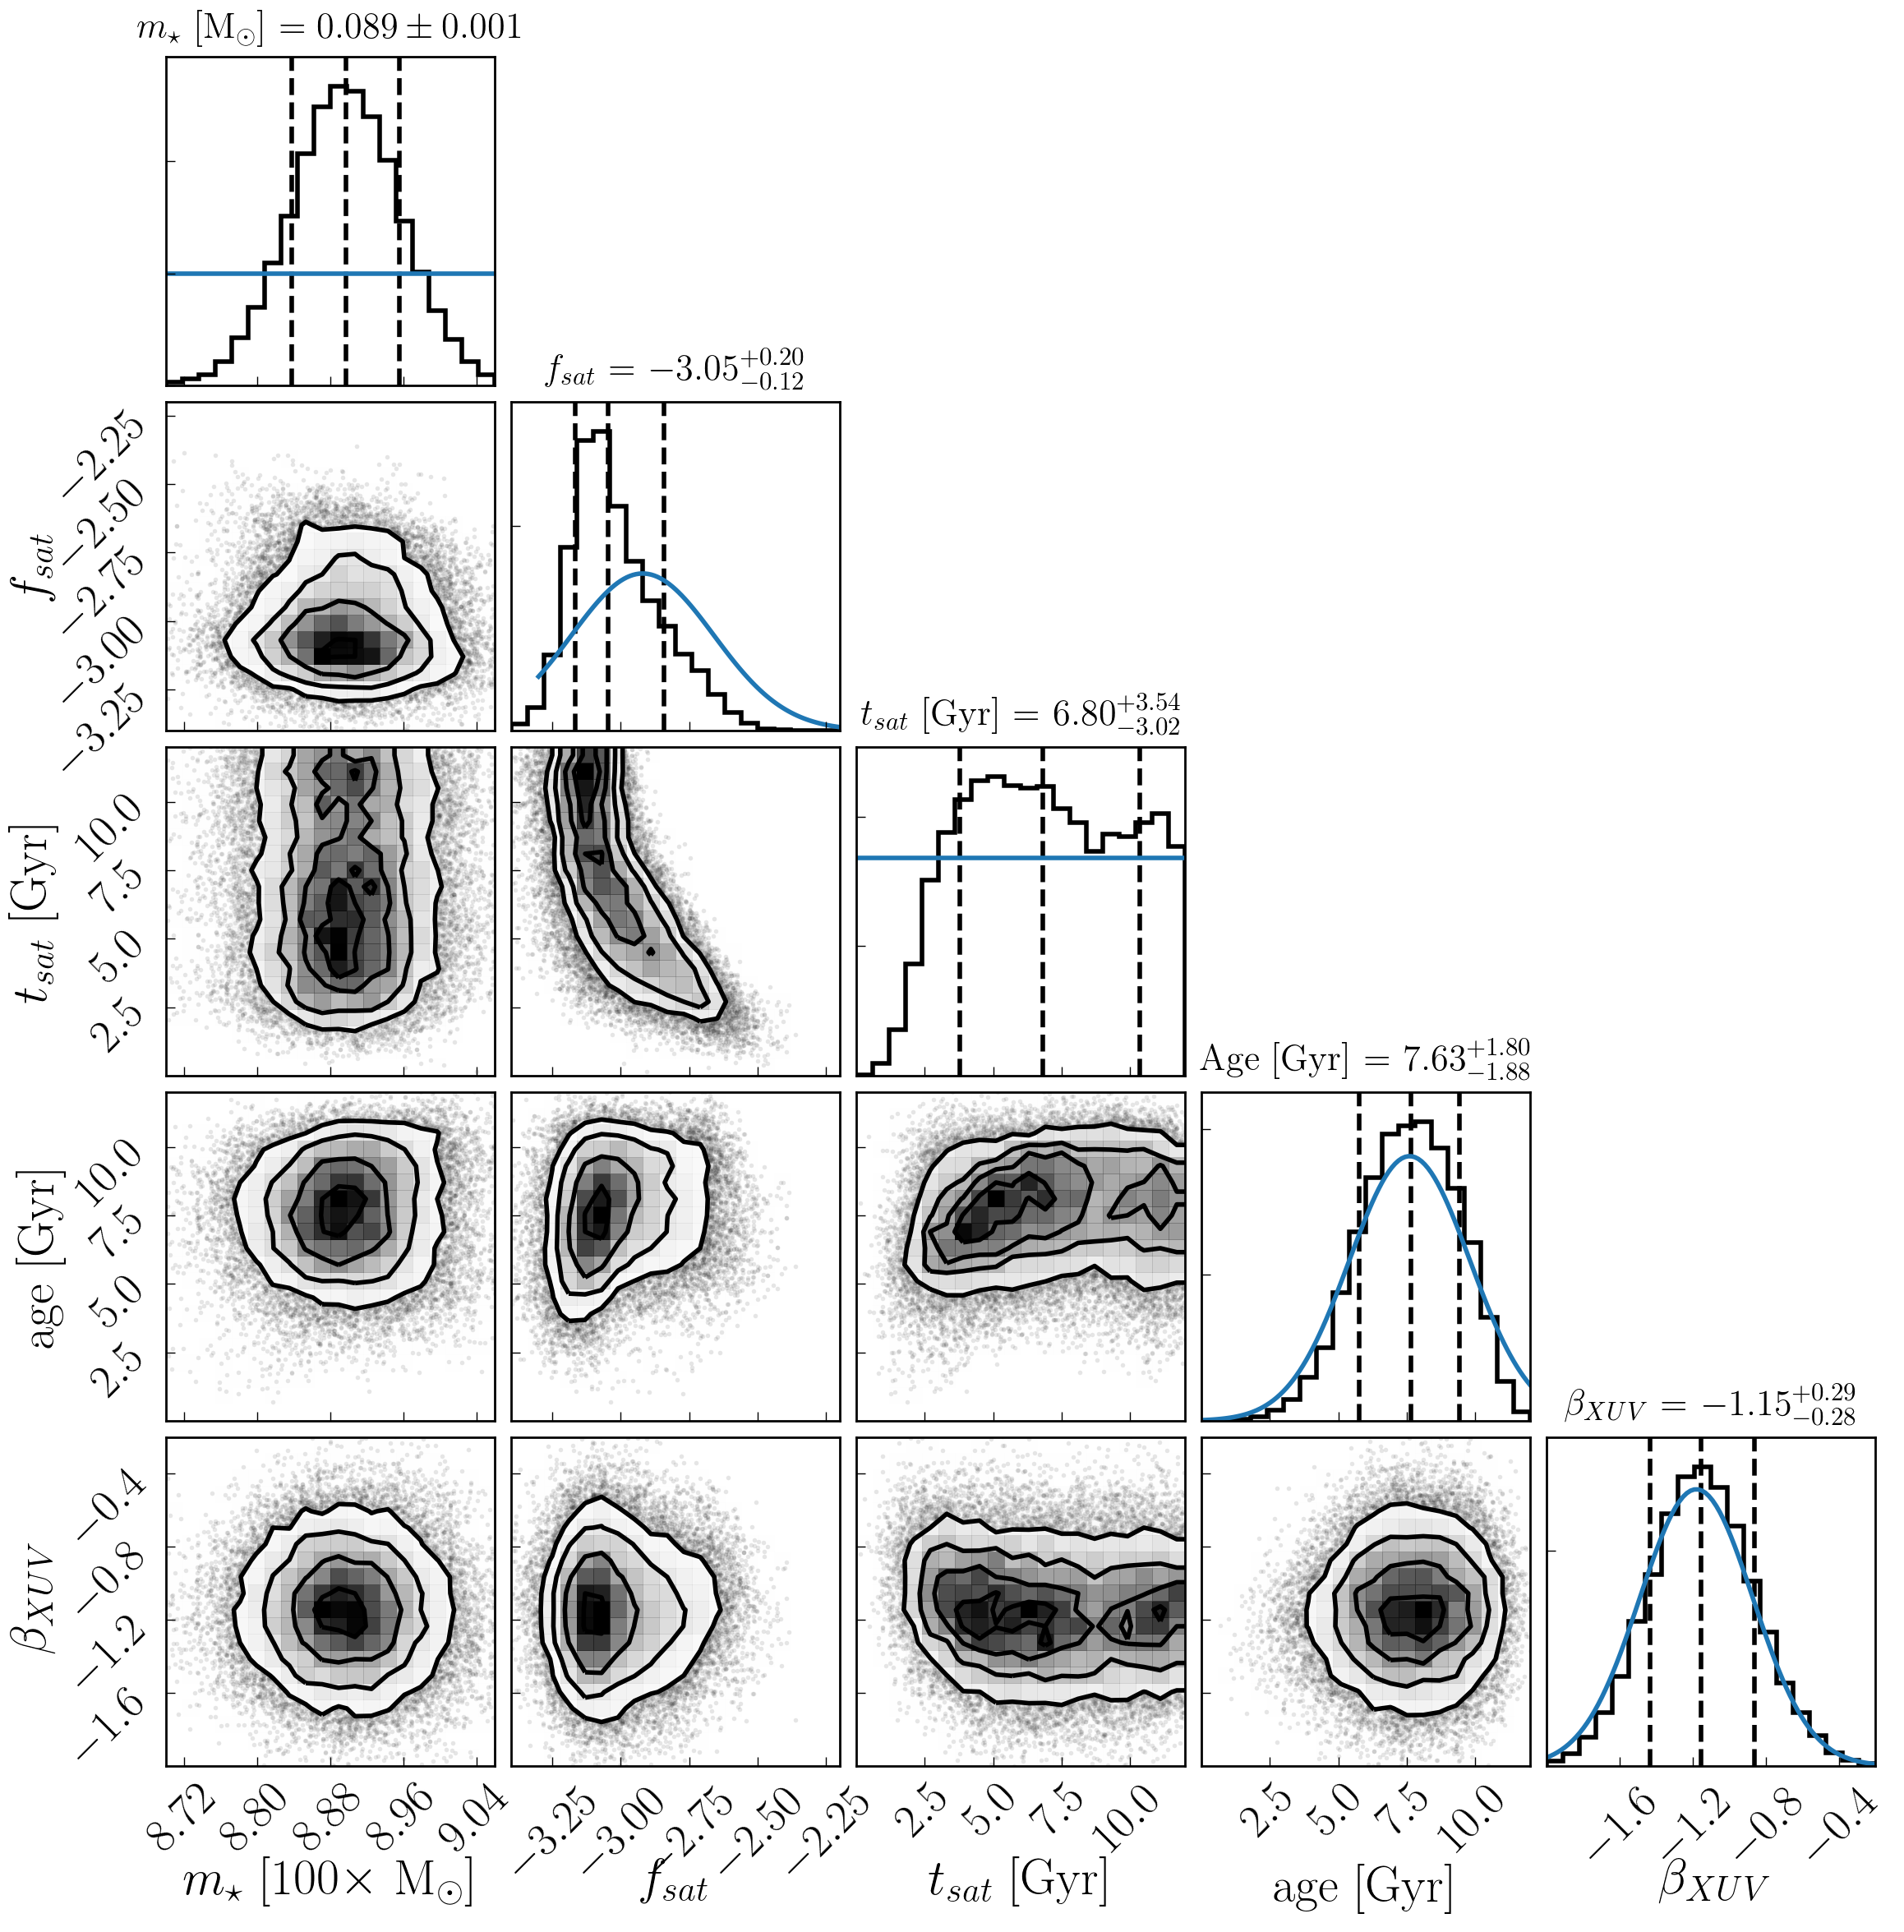 m⋆ [M⊙] = 0.089 ± 0.001
f_sat = −3.05 +0.20 −0.12
f_sat
−2.25
−2.50
−2.75
−3.00
−3.25
t_sat [Gyr] = 6.80 +3.54 −3.02
t_sat [Gyr]
10.0
7.5
5.0
2.5
Age [Gyr] = 7.63 +1.80 −1.88
age [Gyr]
10.0
7.5
5.0
2.5
β_XUV = −1.15 +0.29 −0.28
β_XUV
−0.4
−0.8
−1.2
−1.6
8.72 8.80 8.88 8.96 9.04
−3.25 −3.00 −2.75 −2.50 −2.25
2.5 5.0 7.5 10.0
2.5 5.0 7.5 10.0
−1.6 −1.2 −0.8 −0.4
m⋆ [100× M⊙]
f_sat
t_sat [Gyr]
age [Gyr]
β_XUV